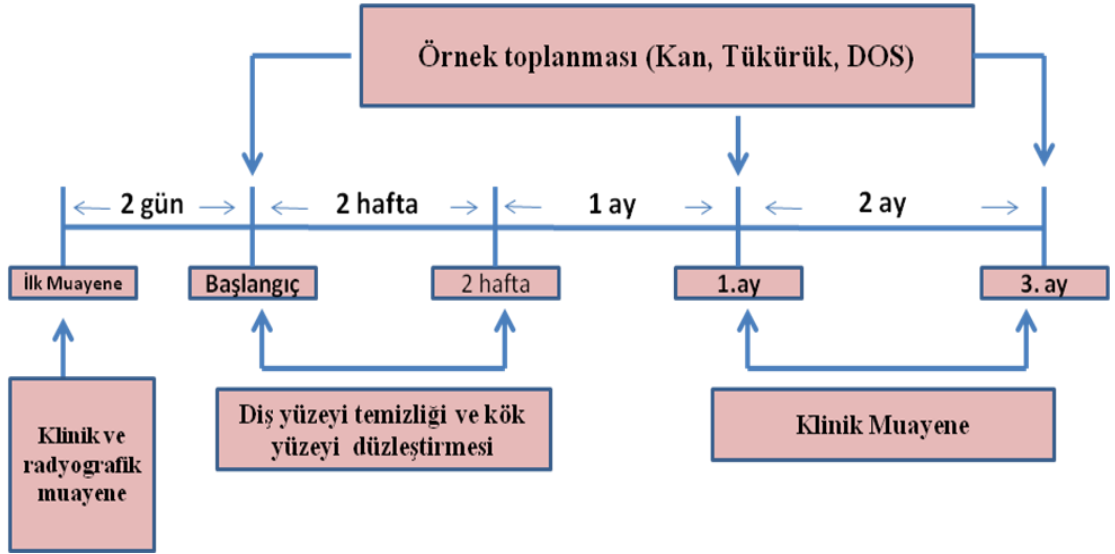 Örnek toplanması (Kan, Tükürük, DOS)
2 gün
2 hafta
1 ay
2 ay
İlk Muayene
Başlangıç
2 hafta
1.ay
3. ay
Klinik ve
radyografik
muayene
Diş yüzeyi temizliği ve kök
yüzeyi düzleştirmesi
Klinik Muayene